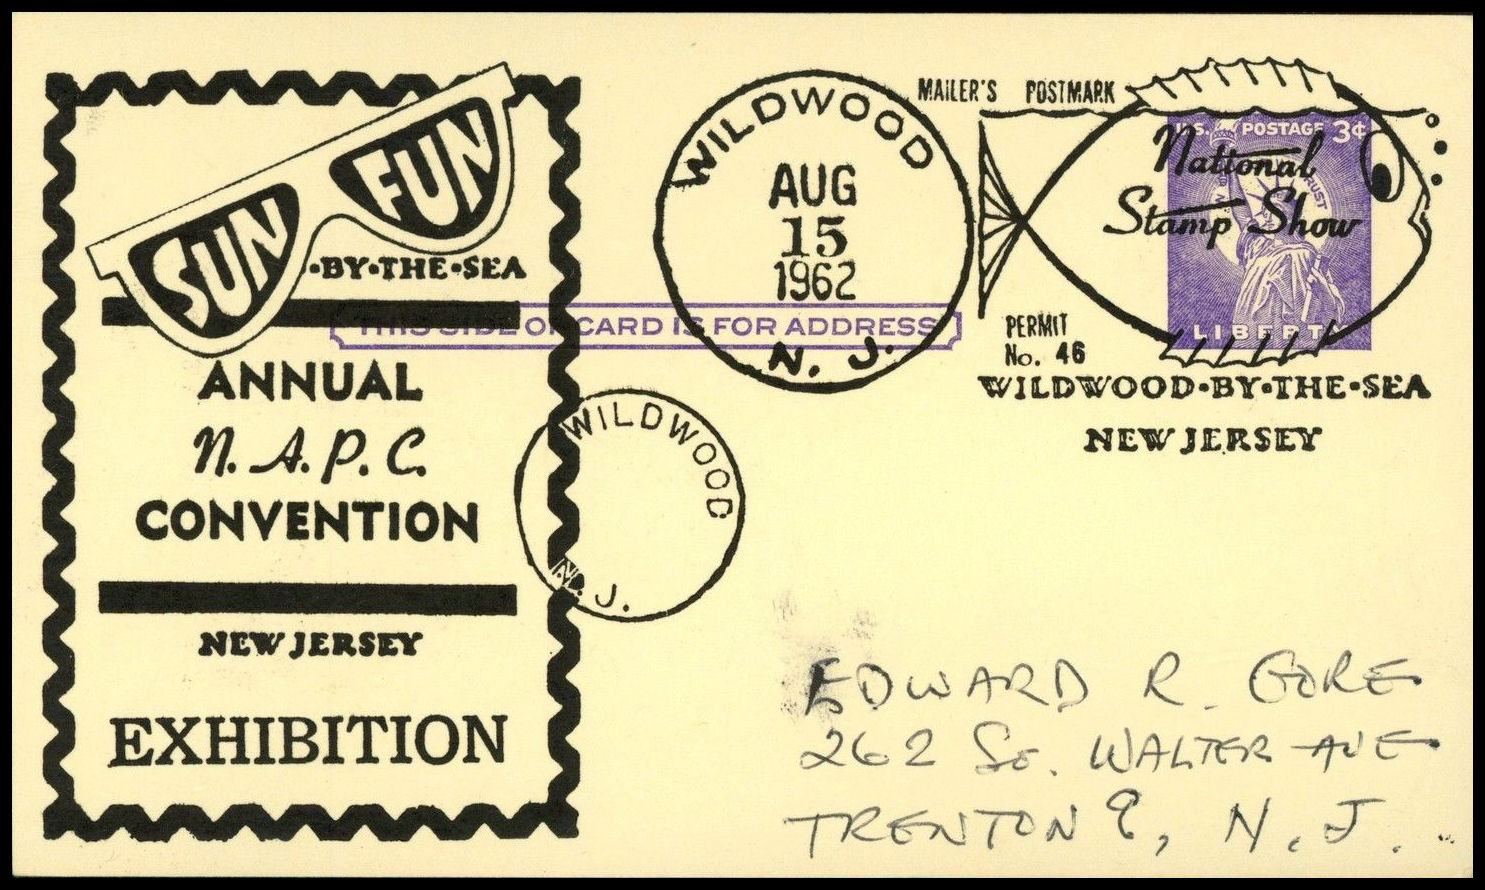 SUN FUN
·BY·THE·SEA
ANNUAL
N.A.P.C.
CONVENTION
NEW JERSEY
EXHIBITION
THIS SIDE OF CARD IS FOR ADDRESS
WILDWOOD
AUG
15
1962
N. J.
WILDWOOD
N. J.
MAILER'S POSTMARK
U.S. POSTAGE 3¢
National
Stamp Show
TRUST
LIBERTY
PERMIT
No. 46
WILDWOOD·BY·THE·SEA
NEW JERSEY
EDWARD R. GORE
262 So. WALTER AVE
TRENTON 9, N.J.